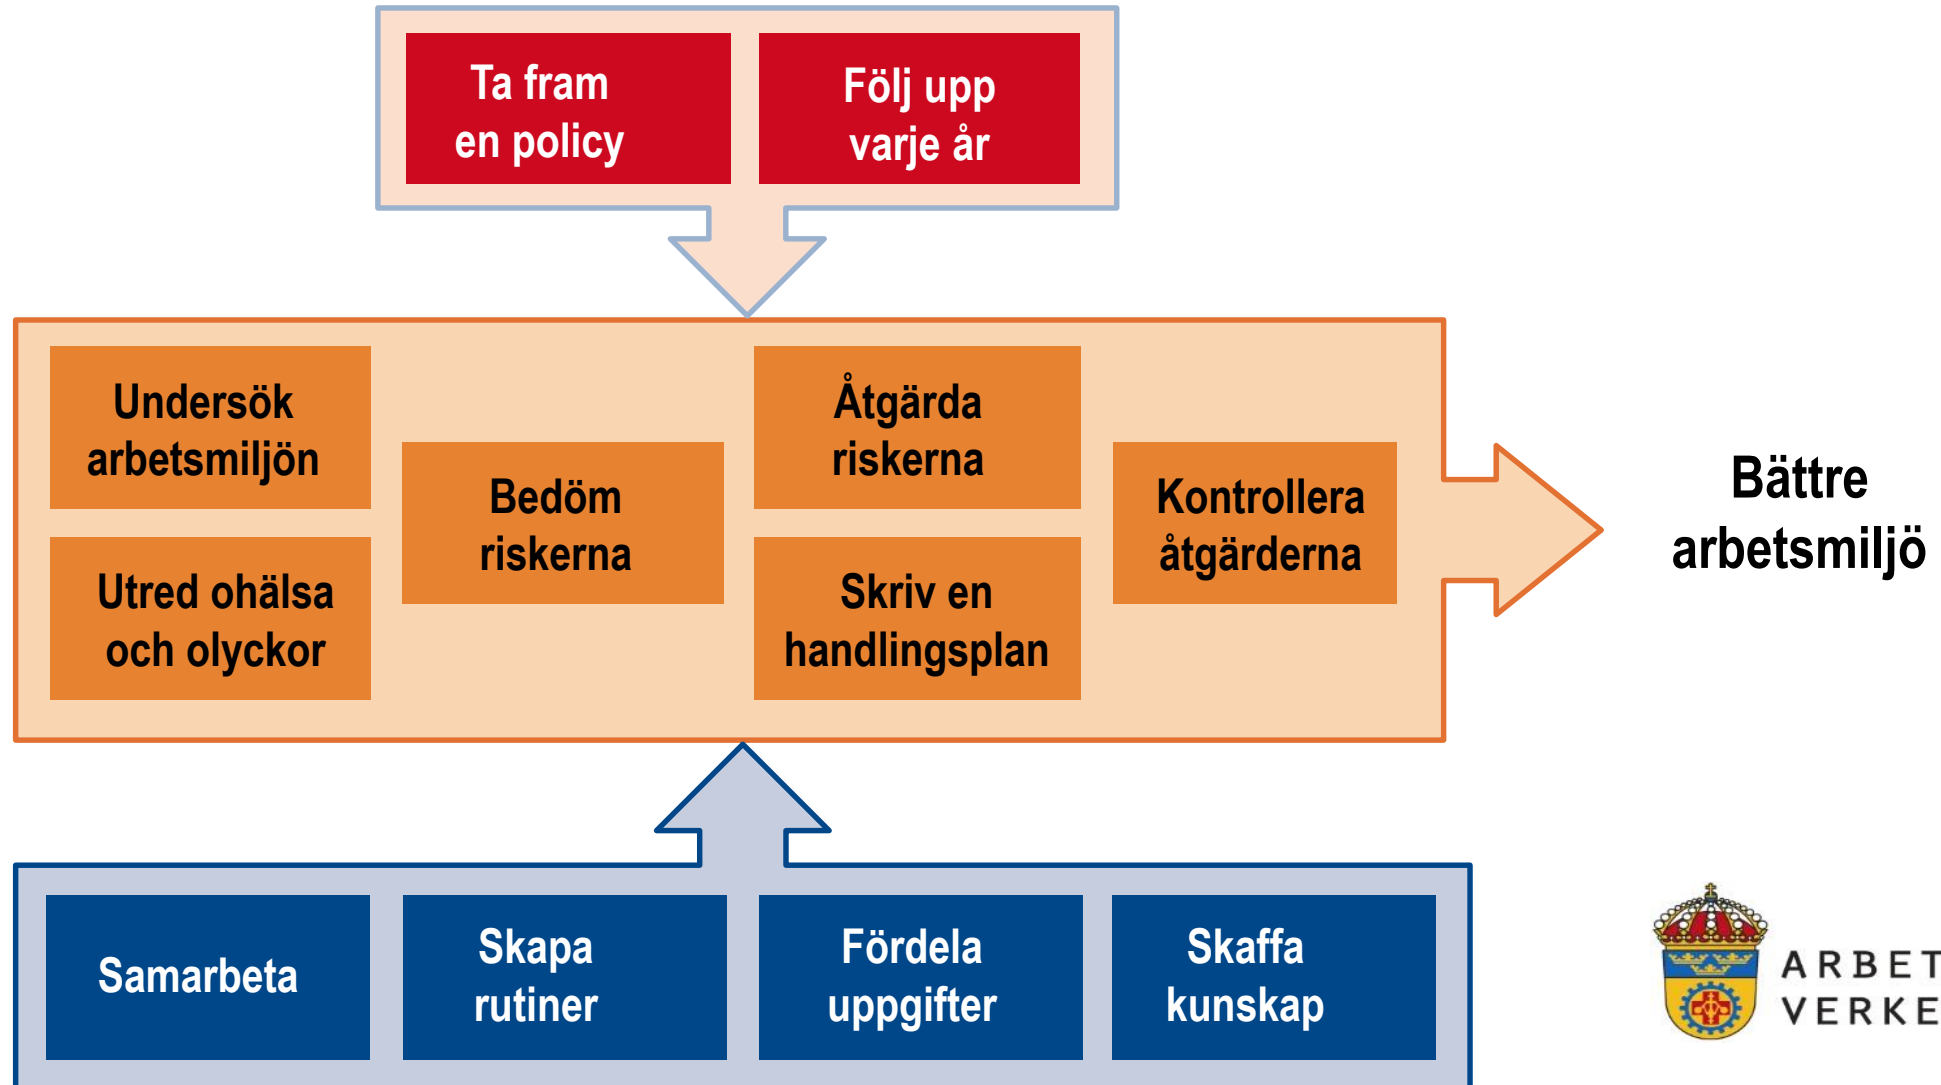 Ta fram
en policy
Följ upp
varje år
Undersök
arbetsmiljön
Utred ohälsa
och olyckor
Bedöm
riskerna
Åtgärda
riskerna
Skriv en
handlingsplan
Kontrollera
åtgärderna
Bättre
arbetsmiljö
Samarbeta
Skapa
rutiner
Fördela
uppgifter
Skaffa
kunskap
ARBET
VERKE